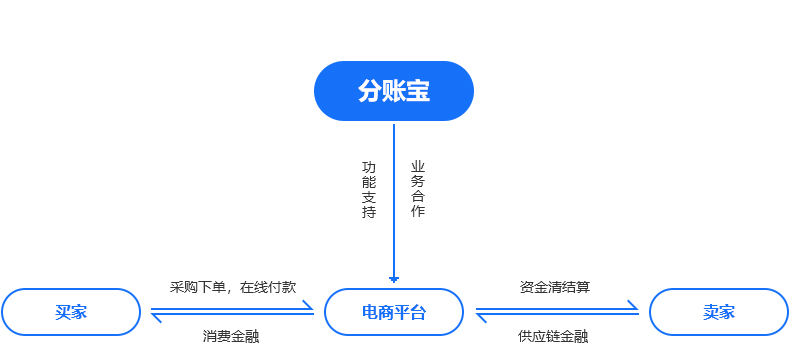 分账宝
功能支持
业务合作
采购下单，在线付款
资金清结算
买家
电商平台
卖家
消费金融
供应链金融